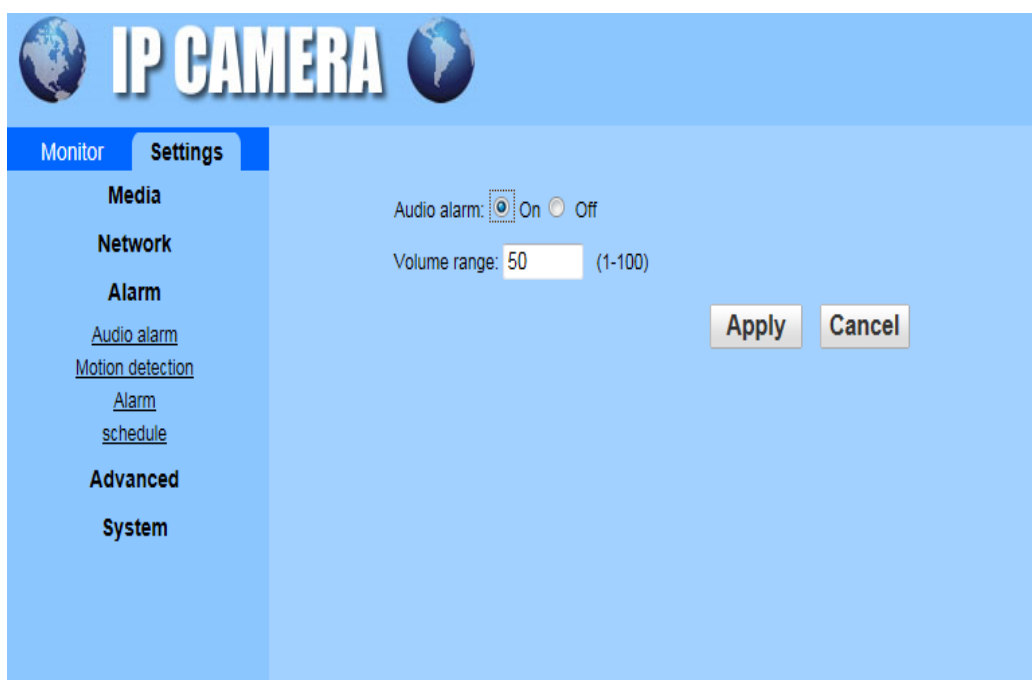 IP CAMERA
Monitor Settings
Media
Network
Alarm
Audio alarm
Motion detection
Alarm
schedule
Advanced
System
Audio alarm: On Off
Volume range: 50 (1-100)
Apply Cancel